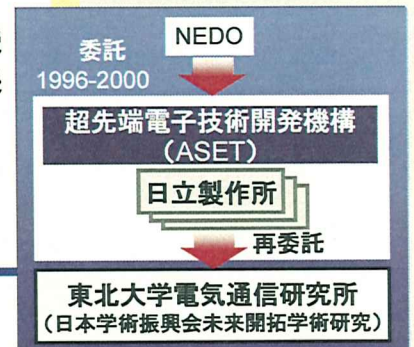 NEDO
委託
1996-2000
超先端電子技術開発機構
(ASET)
日立製作所
再委託
東北大学電気通信研究所
(日本学術振興会未来開拓学術研究)